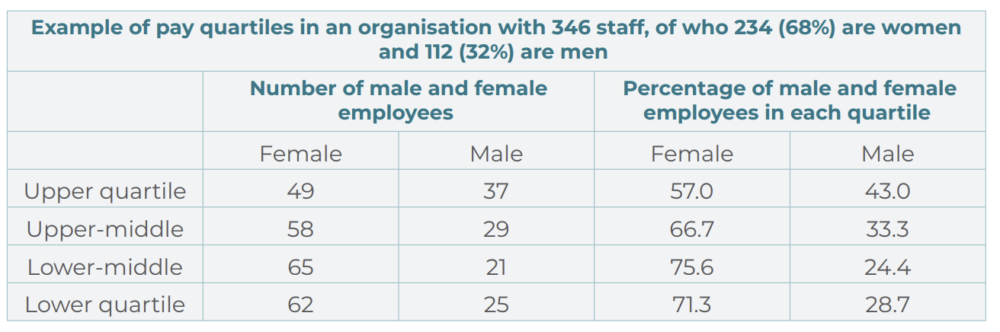 Example of pay quartiles in an organisation with 346 staff, of who 234 (68%) are women
and 112 (32%) are men
Number of male and female
employees
Percentage of male and female
employees in each quartile
Female Male Female Male
Upper quartile 49 37 57.0 43.0
Upper-middle 58 29 66.7 33.3
Lower-middle 65 21 75.6 24.4
Lower quartile 62 25 71.3 28.7